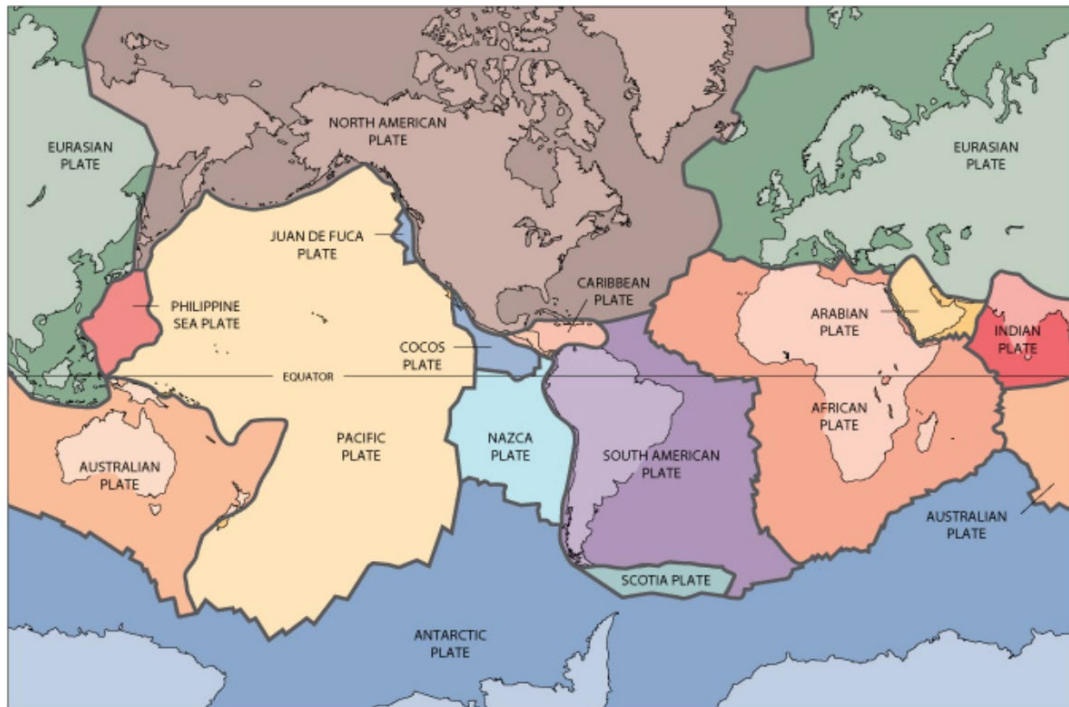 NORTH AMERICAN
PLATE
EURASIAN
PLATE
EURASIAN
PLATE
JUAN DE FUCA
PLATE
CARIBBEAN
PLATE
PHILIPPINE
SEA PLATE
ARABIAN
PLATE
INDIAN
PLATE
COCOS
PLATE
EQUATOR
AFRICAN
PLATE
PACIFIC
PLATE
NAZCA
PLATE
SOUTH AMERICAN
PLATE
AUSTRALIAN
PLATE
AUSTRALIAN
PLATE
SCOTIA PLATE
ANTARCTIC
PLATE